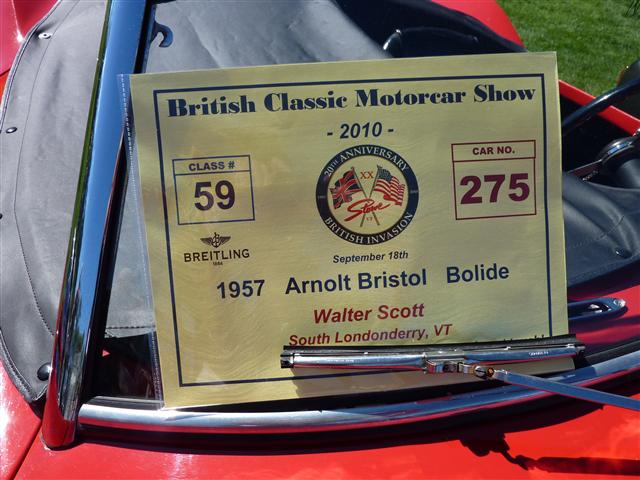 British Classic Motorcar Show
- 2010 -
CLASS #
59
20TH ANNIVERSARY
XX
Stowe
VT
BRITISH INVASION
CAR NO.
275
BREITLING
1884
September 18th
1957 Arnolt Bristol Bolide
Walter Scott
South Londonderry, VT